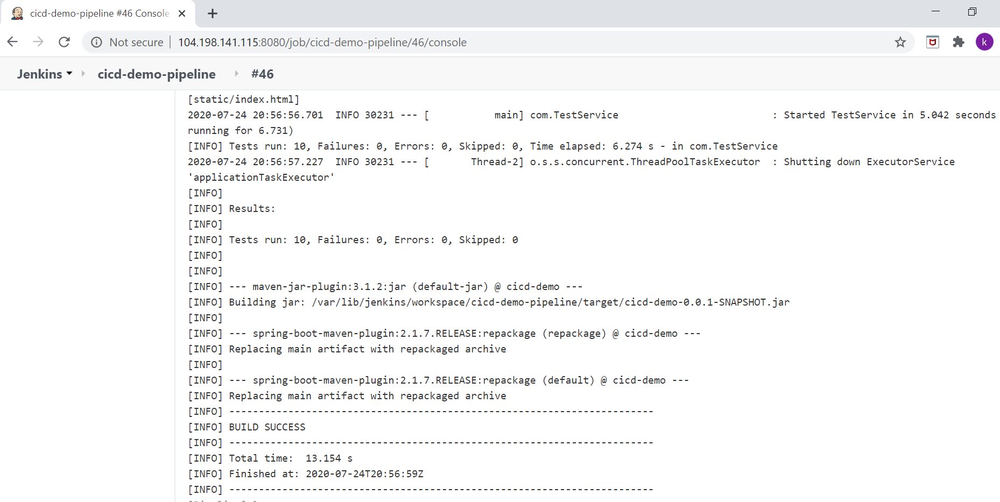 cicd-demo-pipeline #46 Console
Not secure | 104.198.141.115:8080/job/cicd-demo-pipeline/46/console
k
Jenkins cicd-demo-pipeline #46
[static/index.html]
2020-07-24 20:56:56.701  INFO 30231 --- [           main] com.TestService                          : Started TestService in 5.042 seconds
running for 6.731)
[INFO] Tests run: 10, Failures: 0, Errors: 0, Skipped: 0, Time elapsed: 6.274 s - in com.TestService
2020-07-24 20:56:57.227  INFO 30231 --- [       Thread-2] o.s.s.concurrent.ThreadPoolTaskExecutor  : Shutting down ExecutorService
'applicationTaskExecutor'
[INFO]
[INFO] Results:
[INFO]
[INFO] Tests run: 10, Failures: 0, Errors: 0, Skipped: 0
[INFO]
[INFO]
[INFO] --- maven-jar-plugin:3.1.2:jar (default-jar) @ cicd-demo ---
[INFO] Building jar: /var/lib/jenkins/workspace/cicd-demo-pipeline/target/cicd-demo-0.0.1-SNAPSHOT.jar
[INFO]
[INFO] --- spring-boot-maven-plugin:2.1.7.RELEASE:repackage (repackage) @ cicd-demo ---
[INFO] Replacing main artifact with repackaged archive
[INFO]
[INFO] --- spring-boot-maven-plugin:2.1.7.RELEASE:repackage (default) @ cicd-demo ---
[INFO] Replacing main artifact with repackaged archive
[INFO] ------------------------------------------------------------------------
[INFO] BUILD SUCCESS
[INFO] ------------------------------------------------------------------------
[INFO] Total time:  13.154 s
[INFO] Finished at: 2020-07-24T20:56:59Z
[INFO] ------------------------------------------------------------------------